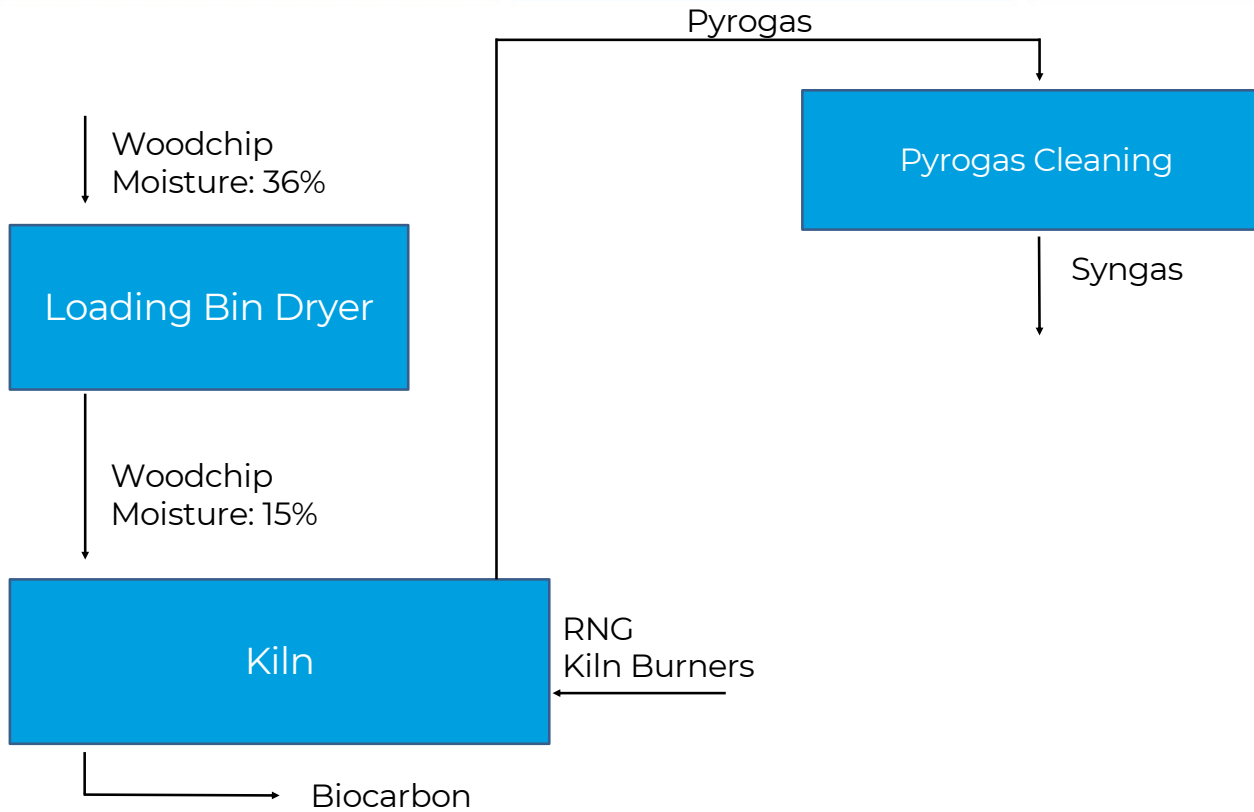 Pyrogas
Woodchip
Moisture: 36%
Pyrogas Cleaning
Loading Bin Dryer
Syngas
Woodchip
Moisture: 15%
RNG
Kiln Burners
Kiln
Biocarbon